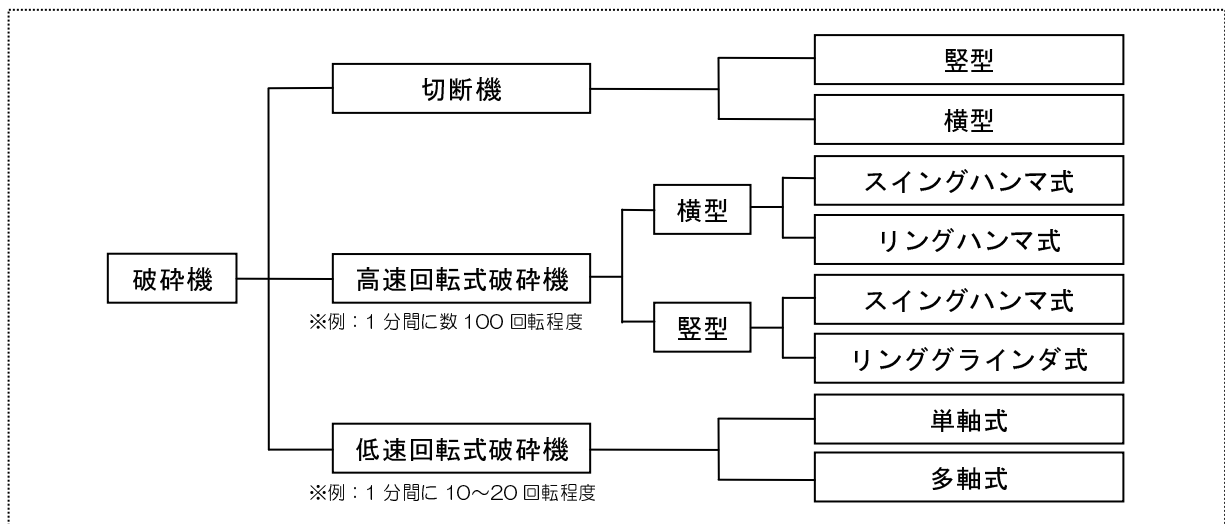 破砕機
切断機
竪型
横型
高速回転式破砕機
※例：1 分間に数 100 回転程度
横型
スイングハンマ式
リングハンマ式
竪型
スイングハンマ式
リンググラインダ式
低速回転式破砕機
※例：1 分間に 10～20 回転程度
単軸式
多軸式